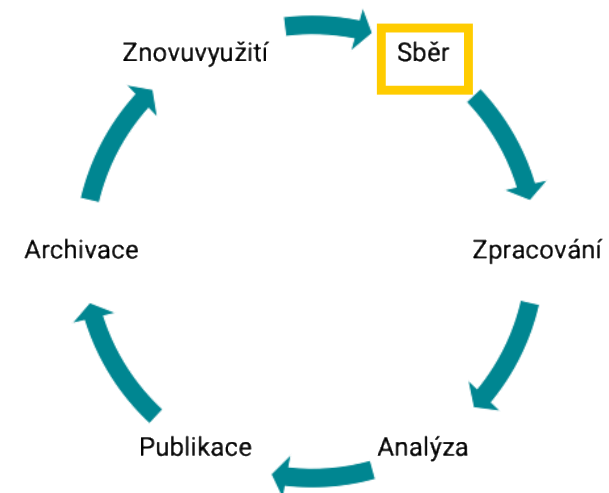 Znovuvyužití
Sběr
Archivace
Zpracování
Publikace
Analýza